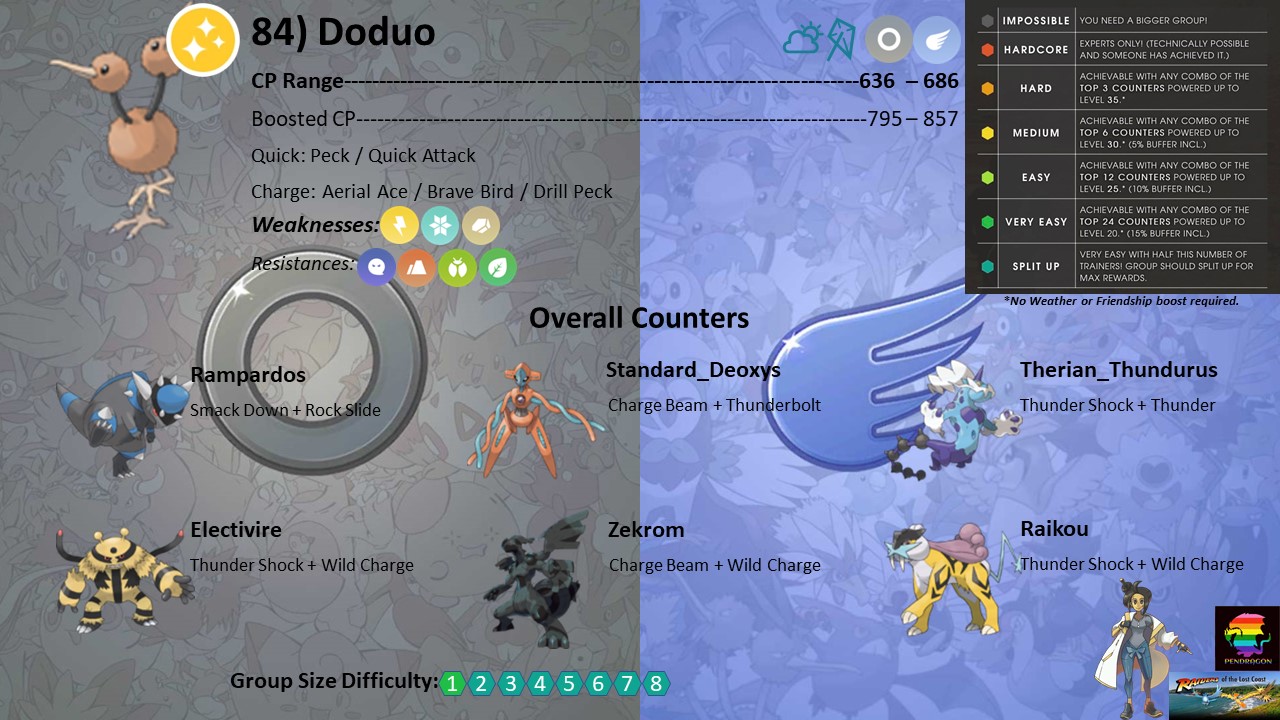 84) Doduo
CP Range---636 – 686
Boosted CP---795 – 857
Quick: Peck / Quick Attack
Charge: Aerial Ace / Brave Bird / Drill Peck
Weaknesses:
Resistances:
IMPOSSIBLE YOU NEED A BIGGER GROUP!
HARDCORE EXPERTS ONLY! (TECHNICALLY POSSIBLE
AND SOMEONE HAS ACHIEVED IT.)
HARD ACHIEVABLE WITH ANY COMBO OF THE
TOP 3 COUNTERS POWERED UP TO
LEVEL 35.*
MEDIUM ACHIEVABLE WITH ANY COMBO OF THE
TOP 6 COUNTERS POWERED UP TO
LEVEL 30.* (5% BUFFER INCL.)
EASY ACHIEVABLE WITH ANY COMBO OF THE
TOP 12 COUNTERS POWERED UP TO
LEVEL 25.* (10% BUFFER INCL.)
VERY EASY ACHIEVABLE WITH ANY COMBO OF THE
TOP 24 COUNTERS POWERED UP TO
LEVEL 20.* (15% BUFFER INCL.)
SPLIT UP VERY EASY WITH HALF THIS NUMBER OF
TRAINERS! GROUP SHOULD SPLIT UP FOR
MAX REWARDS.
*No Weather or Friendship boost required.
Overall Counters
Rampardos
Smack Down + Rock Slide
Standard_Deoxys
Charge Beam + Thunderbolt
Therian_Thundurus
Thunder Shock + Thunder
Electivire
Thunder Shock + Wild Charge
Zekrom
Charge Beam + Wild Charge
Raikou
Thunder Shock + Wild Charge
Group Size Difficulty: 1 2 3 4 5 6 7 8
PENDRAGON
RAIDERS of the Lost Coast